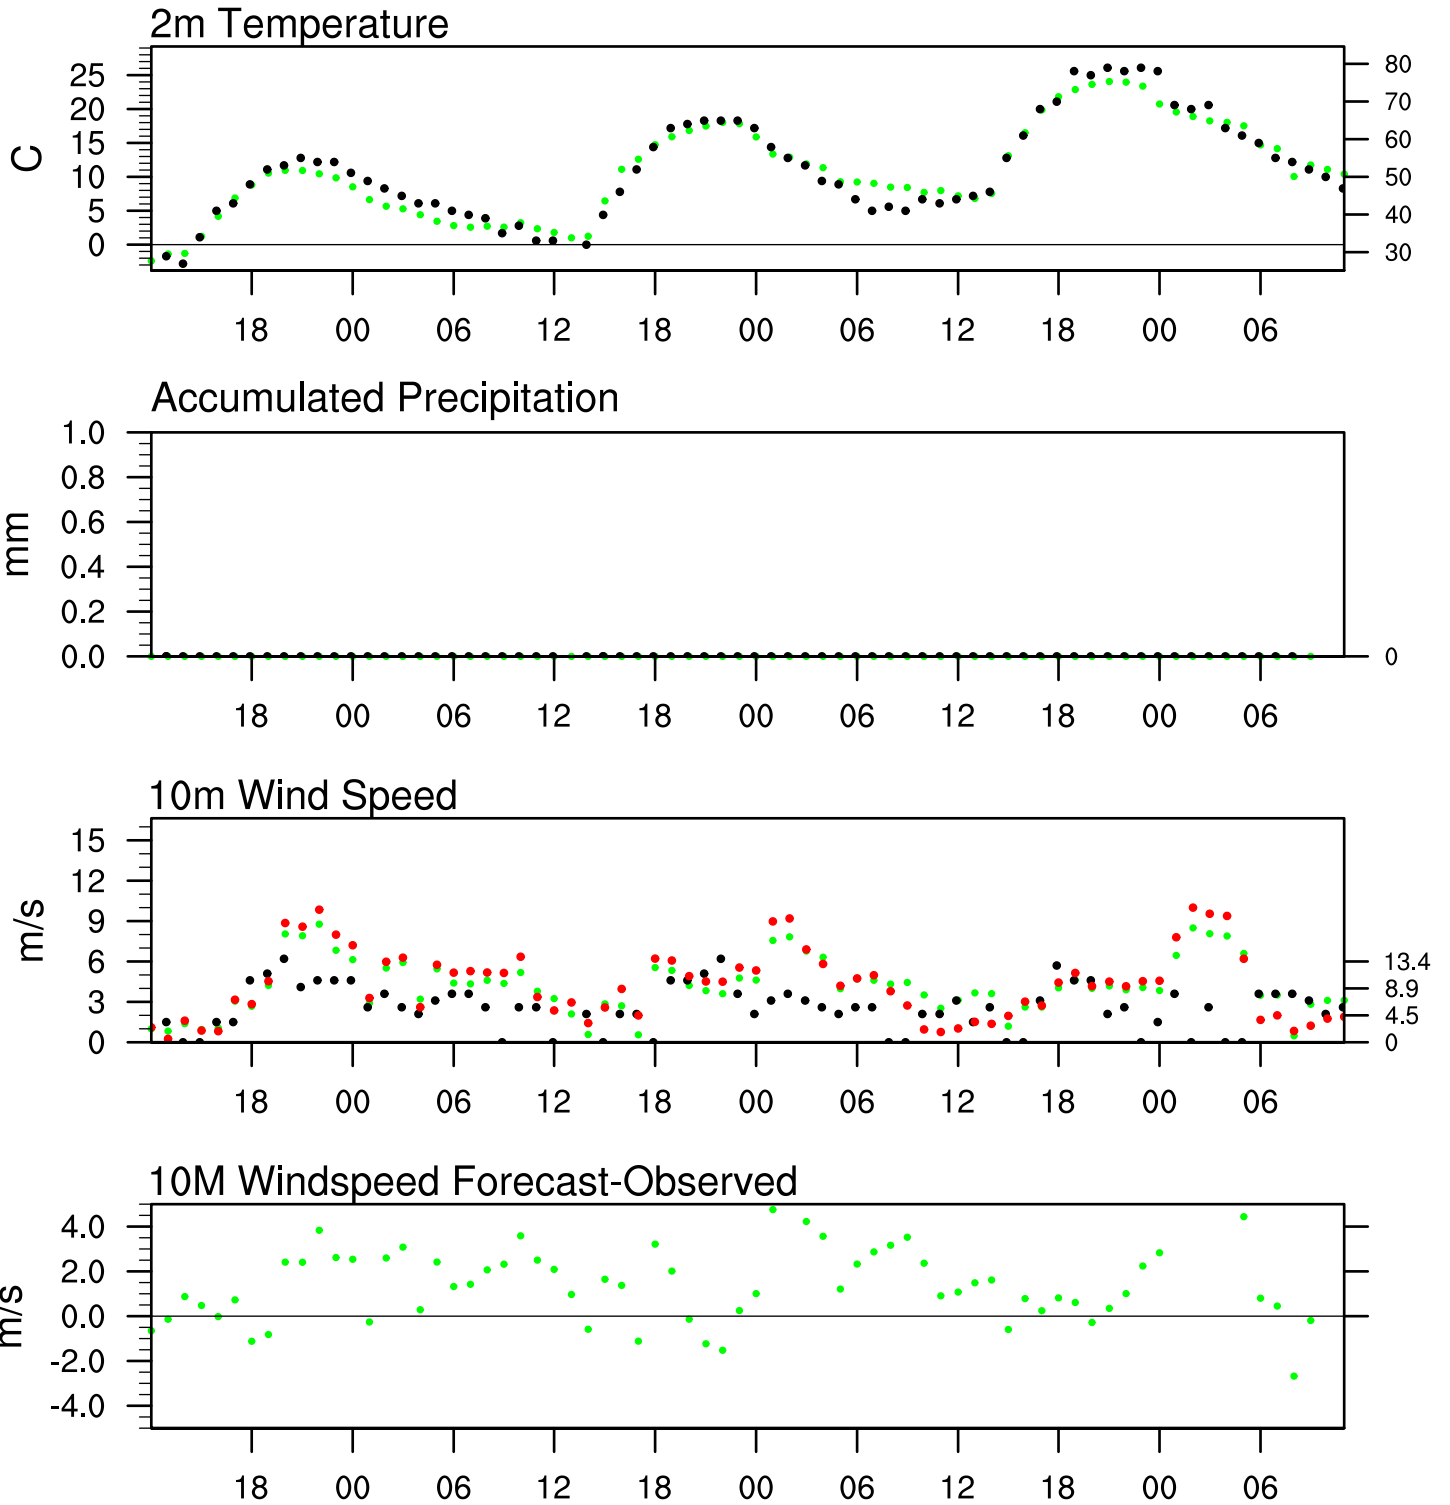 2m Temperature
C
25
20
15
10
5
0
80
70
60
50
40
30
18 00 06 12 18 00 06 12 18 00 06
Accumulated Precipitation
mm
1.0
0.8
0.6
0.4
0.2
0.0
0
18 00 06 12 18 00 06 12 18 00 06
10m Wind Speed
m/s
15
12
9
6
3
0
13.4
8.9
4.5
0
18 00 06 12 18 00 06 12 18 00 06
10M Windspeed Forecast-Observed
m/s
4.0
2.0
0.0
-2.0
-4.0
18 00 06 12 18 00 06 12 18 00 06